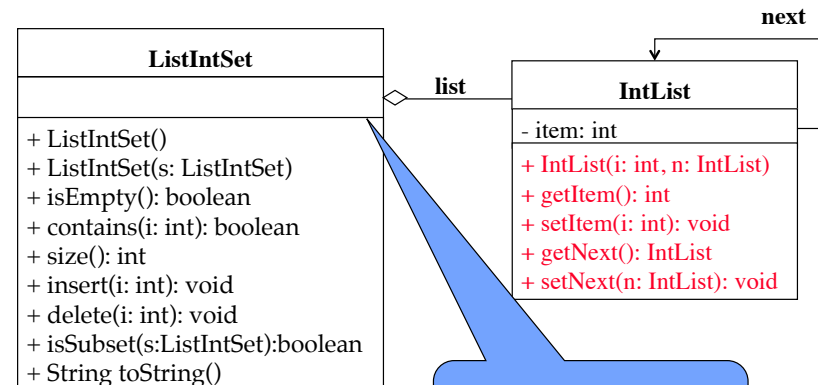 next
ListIntSet
list
IntList
- item: int
+ ListIntSet()
+ ListIntSet(s: ListIntSet)
+ isEmpty(): boolean
+ contains(i: int): boolean
+ size(): int
+ insert(i: int): void
+ delete(i: int): void
+ isSubset(s:ListIntSet):boolean
+ String toString()
+ IntList(i: int, n: IntList)
+ getItem(): int
+ setItem(i: int): void
+ getNext(): IntList
+ setNext(n: IntList): void